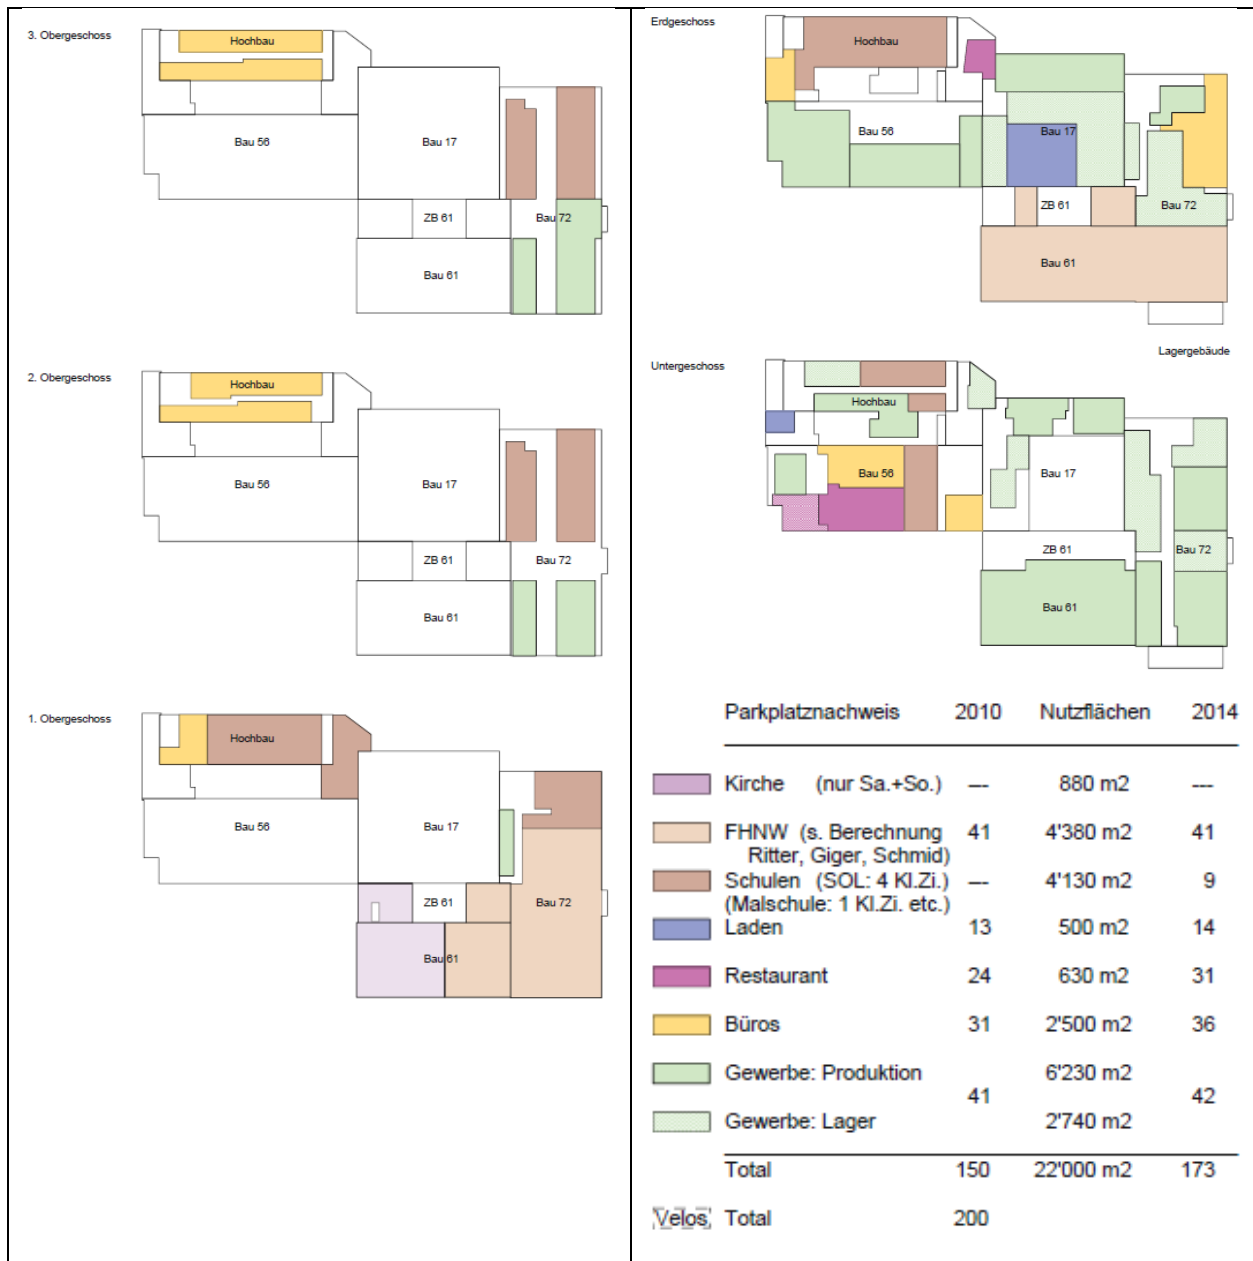 3. Obergeschoss
Hochbau
Bau 56
Bau 17
ZB 61
Bau 72
Bau 61
2. Obergeschoss
Hochbau
Bau 56
Bau 17
ZB 61
Bau 72
Bau 61
1. Obergeschoss
Hochbau
Bau 56
Bau 17
ZB 61
Bau 72
Bau 61
Erdgeschoss
Hochbau
Bau 56
Bau 17
ZB 61
Bau 72
Bau 61
Lagergebäude
Untergeschoss
Hochbau
Bau 56
Bau 17
ZB 61
Bau 72
Bau 61
Parkplatznachweis 2010 Nutzflächen 2014
Kirche (nur Sa.+So.) --- 880 m2 ---
FHNW (s. Berechnung 41 4'380 m2 41
Ritter, Giger, Schmid)
Schulen (SOL: 4 Kl.Zi.) --- 4'130 m2 9
(Malschule: 1 Kl.Zi. etc.)
Laden 13 500 m2 14
Restaurant 24 630 m2 31
Büros 31 2'500 m2 36
Gewerbe: Produktion 6'230 m2
41 42
Gewerbe: Lager 2'740 m2
Total 150 22'000 m2 173
Velos Total 200